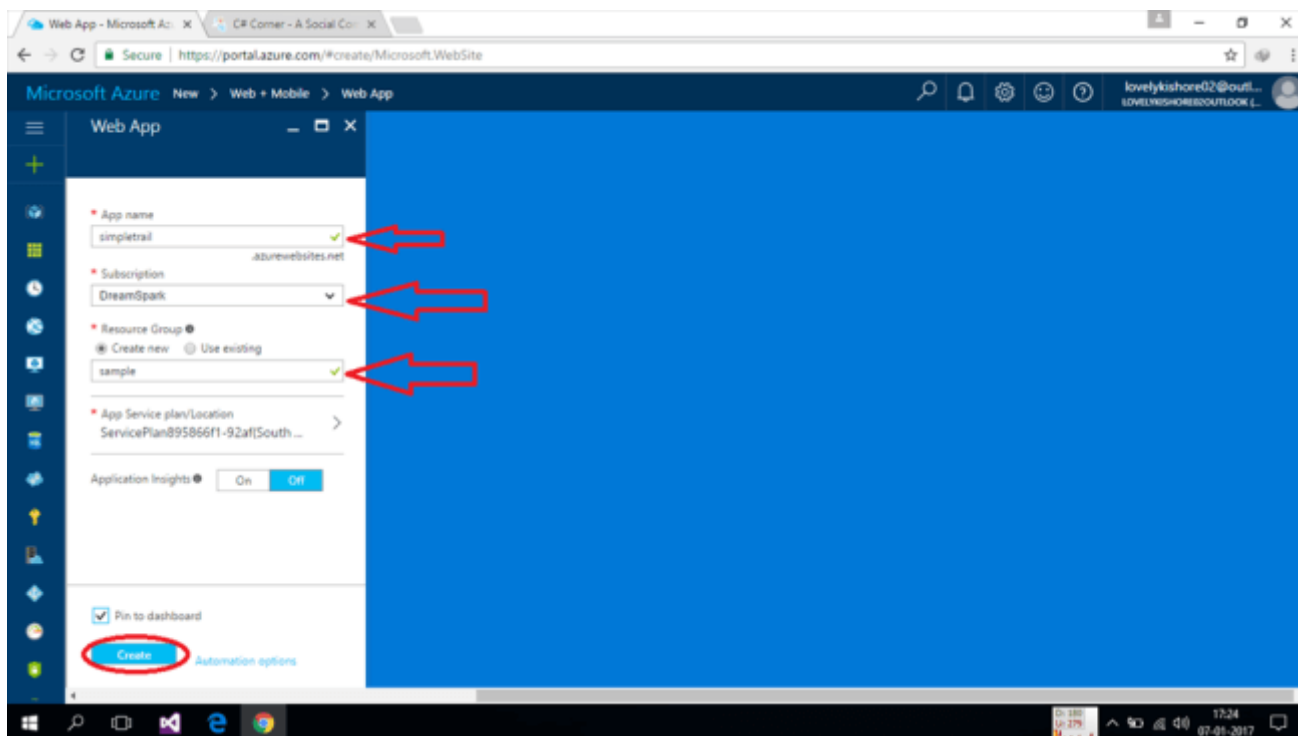 Web App - Microsoft Az
C# Corner - A Social Co
Secure | https://portal.azure.com/#create/Microsoft.WebSite
Microsoft Azure New > Web + Mobile > Web App
lovelykishore02@outl...
LOVELYKISHORE02OUTLOOK (...
Web App
* App name
simpletrail
.azurewebsites.net
* Subscription
DreamSpark
* Resource Group
Create new Use existing
sample
* App Service plan/Location
ServicePlan895866f1-92af(South ...
Application Insights On Off
Pin to dashboard
Create Automation options
D: 180
U: 279
17:24
07-01-2017